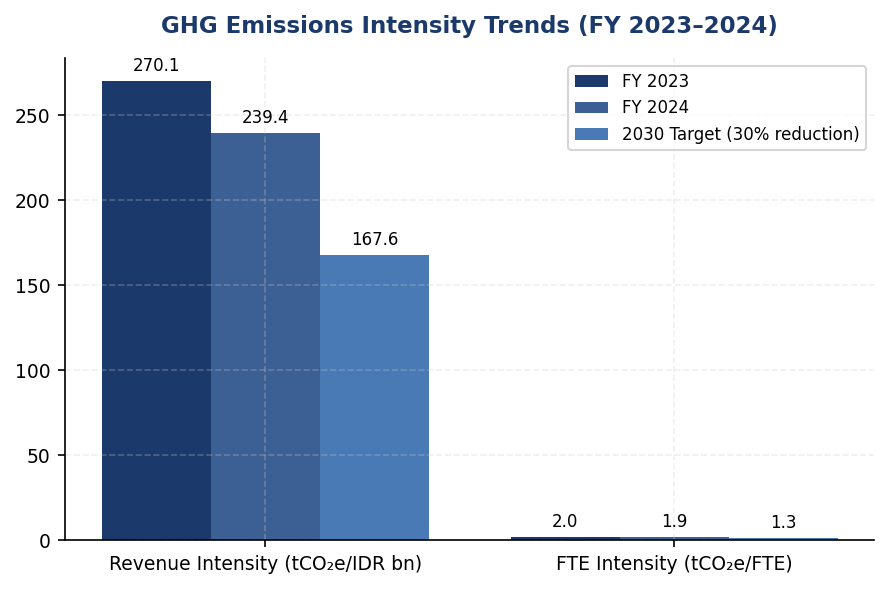 GHG Emissions Intensity Trends (FY 2023–2024)
FY 2023
FY 2024
2030 Target (30% reduction)
270.1
239.4
167.6
2.0
1.9
1.3
250
200
150
100
50
0
Revenue Intensity (tCO₂e/IDR bn)
FTE Intensity (tCO₂e/FTE)